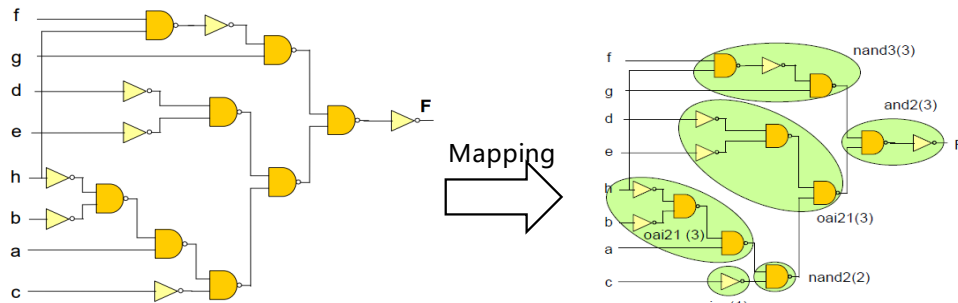 f
g
d
e
h
b
a
c
F
Mapping
f
g
d
e
h
b
a
c
nand3(3)
and2(3)
F
oai21(3)
oai21 (3)
nand2(2)